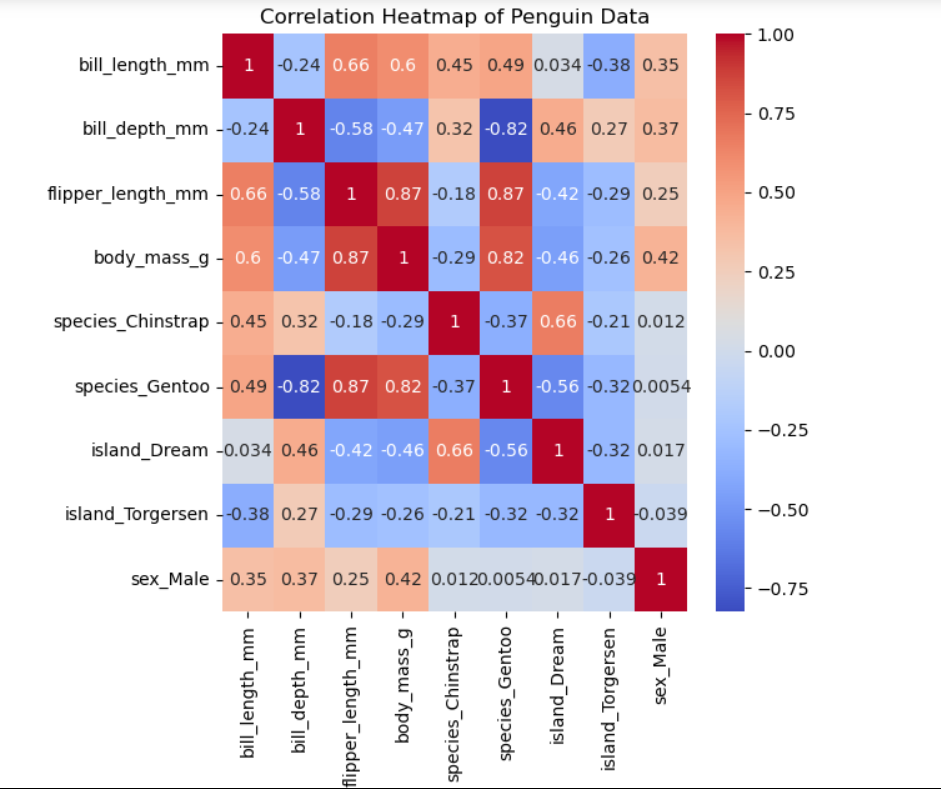 Correlation Heatmap of Penguin Data
bill_length_mm 1 -0.24 0.66 0.6 0.45 0.49 0.034 -0.38 0.35
bill_depth_mm -0.24 1 -0.58 -0.47 0.32 -0.82 0.46 0.27 0.37
flipper_length_mm 0.66 -0.58 1 0.87 -0.18 0.87 -0.42 -0.29 0.25
body_mass_g 0.6 -0.47 0.87 1 -0.29 0.82 -0.46 -0.26 0.42
species_Chinstrap 0.45 0.32 -0.18 -0.29 1 -0.37 0.66 -0.21 0.012
species_Gentoo 0.49 -0.82 0.87 0.82 -0.37 1 -0.56 -0.32 0.0054
island_Dream 0.034 0.46 -0.42 -0.46 0.66 -0.56 1 -0.32 0.017
island_Torgersen -0.38 0.27 -0.29 -0.26 -0.21 -0.32 -0.32 1 -0.039
sex_Male 0.35 0.37 0.25 0.42 0.012 0.0054 0.017 -0.039 1
bill_length_mm
bill_depth_mm
flipper_length_mm
body_mass_g
species_Chinstrap
species_Gentoo
island_Dream
island_Torgersen
sex_Male
1.00
0.75
0.50
0.25
0.00
−0.25
−0.50
−0.75